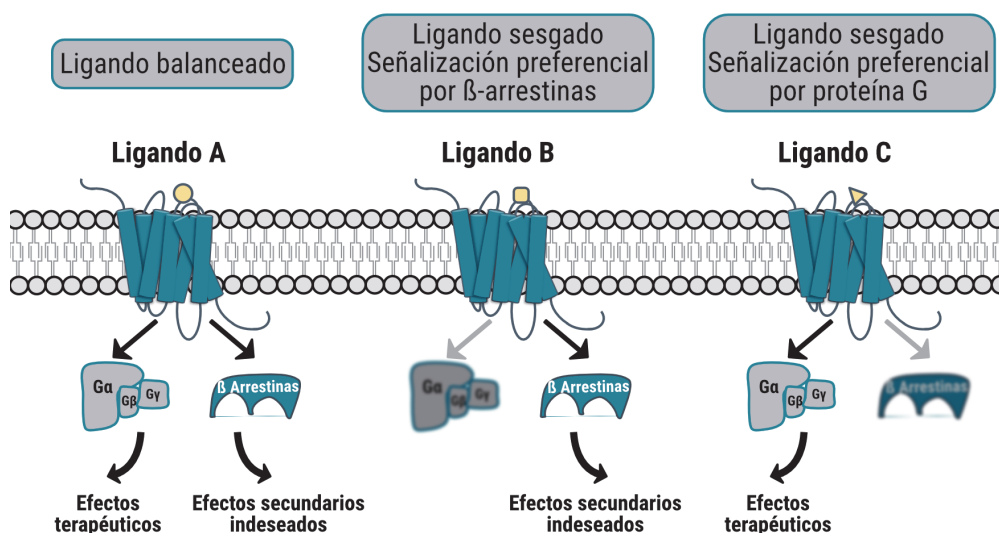 Ligando balanceado
Ligando sesgado
Señalización preferencial
por ß-arrestinas
Ligando sesgado
Señalización preferencial
por proteína G
Ligando A
Ligando B
Ligando C
Gα
Gβ
Gγ
ß Arrestinas
Gα
Gβ
Gγ
ß Arrestinas
Gα
Gβ
Gγ
ß Arrestinas
Efectos
terapéuticos
Efectos secundarios
indeseados
Efectos secundarios
indeseados
Efectos
terapéuticos